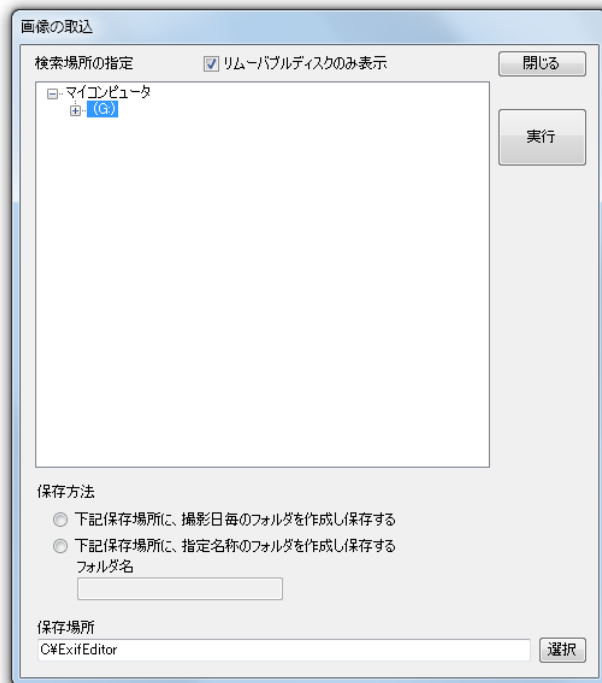 画像の取込
検索場所の指定 リムーバブルディスクのみ表示 閉じる
マイコンピュータ
(G:)
実行
保存方法
下記保存場所に、撮影日毎のフォルダを作成し保存する
下記保存場所に、指定名称のフォルダを作成し保存する
フォルダ名
保存場所
C:¥ExifEditor 選択